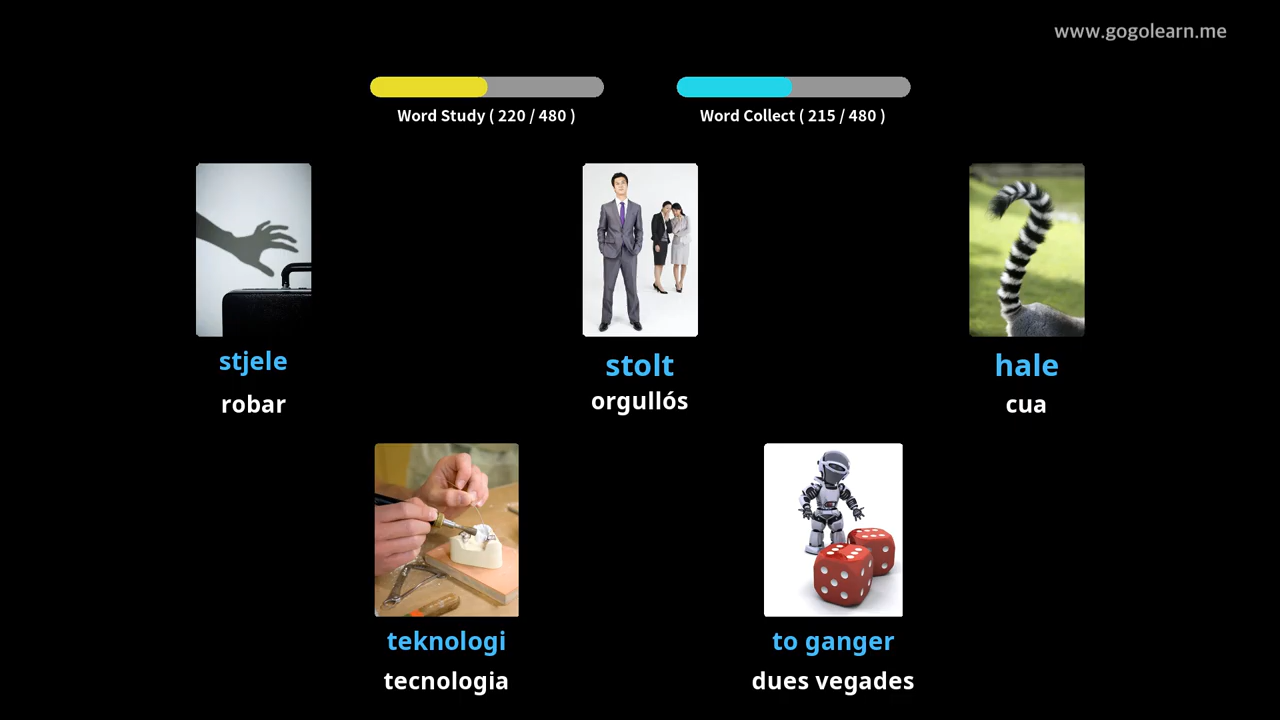 www.gogolearn.me
Word Study ( 220 / 480 )
Word Collect ( 215 / 480 )
stjele
robar
stolt
orgullós
hale
cua
teknologi
tecnologia
to ganger
dues vegades